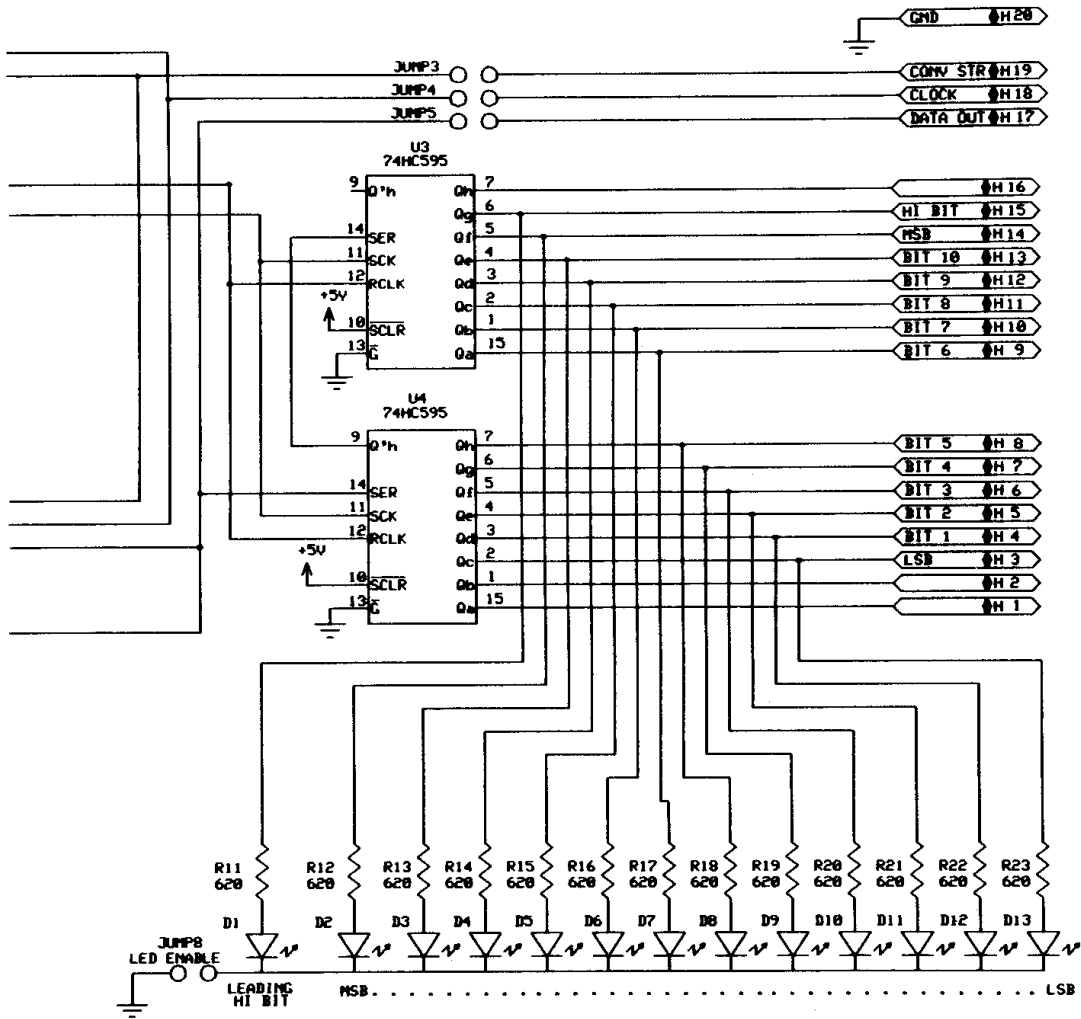 GND H 20
JUMP3 CONV STR H 19
JUMP4 CLOCK H 18
JUMP5 DATA OUT H 17
U3
74HC595
9 Q'h Qh 7 H 16
Qg 6 HI BIT H 15
14 SER Qf 5 MSB H 14
11 SCK Qe 4 BIT 10 H 13
12 RCLK Qd 3 BIT 9 H 12
+5V Qc 2 BIT 8 H 11
10 SCLR Qb 1 BIT 7 H 10
13 G Qa 15 BIT 6 H 9
U4
74HC595
9 Q'h Qh 7 BIT 5 H 8
Qg 6 BIT 4 H 7
14 SER Qf 5 BIT 3 H 6
11 SCK Qe 4 BIT 2 H 5
12 RCLK Qd 3 BIT 1 H 4
+5V Qc 2 LSB H 3
10 SCLR Qb 1 H 2
13 G Qa 15 H 1
R11 R12 R13 R14 R15 R16 R17 R18 R19 R20 R21 R22 R23
620 620 620 620 620 620 620 620 620 620 620 620 620
D1 D2 D3 D4 D5 D6 D7 D8 D9 D10 D11 D12 D13
JUMP8
LED ENABLE
LEADING
HI BIT
MSB . . . . . . . . . . . . . . . . . . . . . . . . . . . . . . . . . . . . . . . . LSB